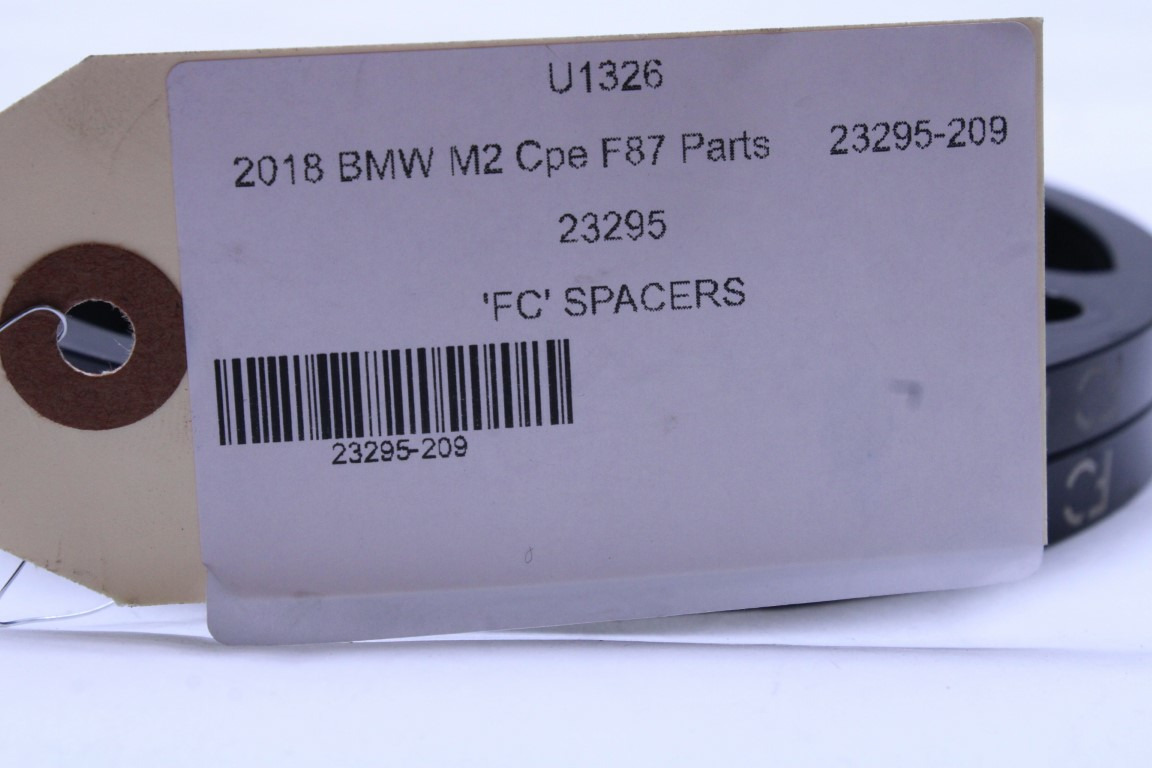 U1326
2018 BMW M2 Cpe F87 Parts 23295-209
23295
'FC' SPACERS
23295-209